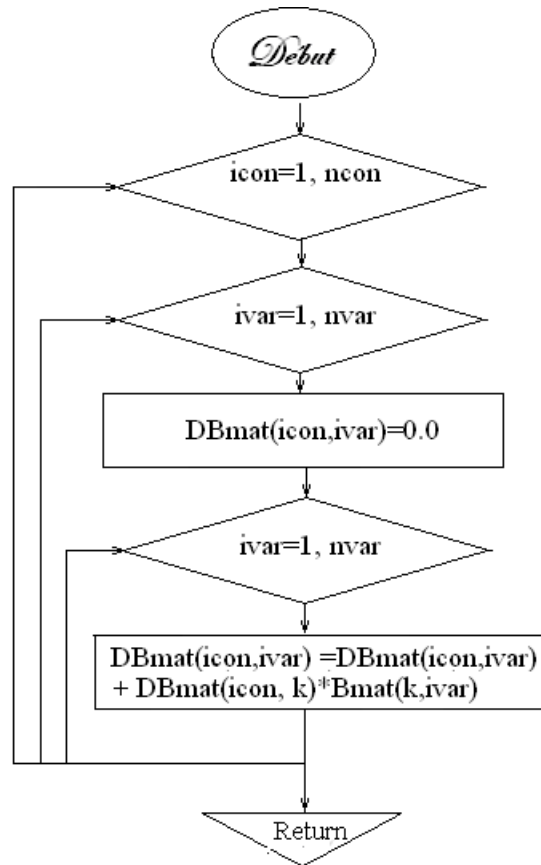 Début
icon=1, ncon
ivar=1, nvar
DBmat(icon,ivar)=0.0
ivar=1, nvar
DBmat(icon,ivar) =DBmat(icon,ivar)
+ DBmat(icon, k)*Bmat(k,ivar)
Return